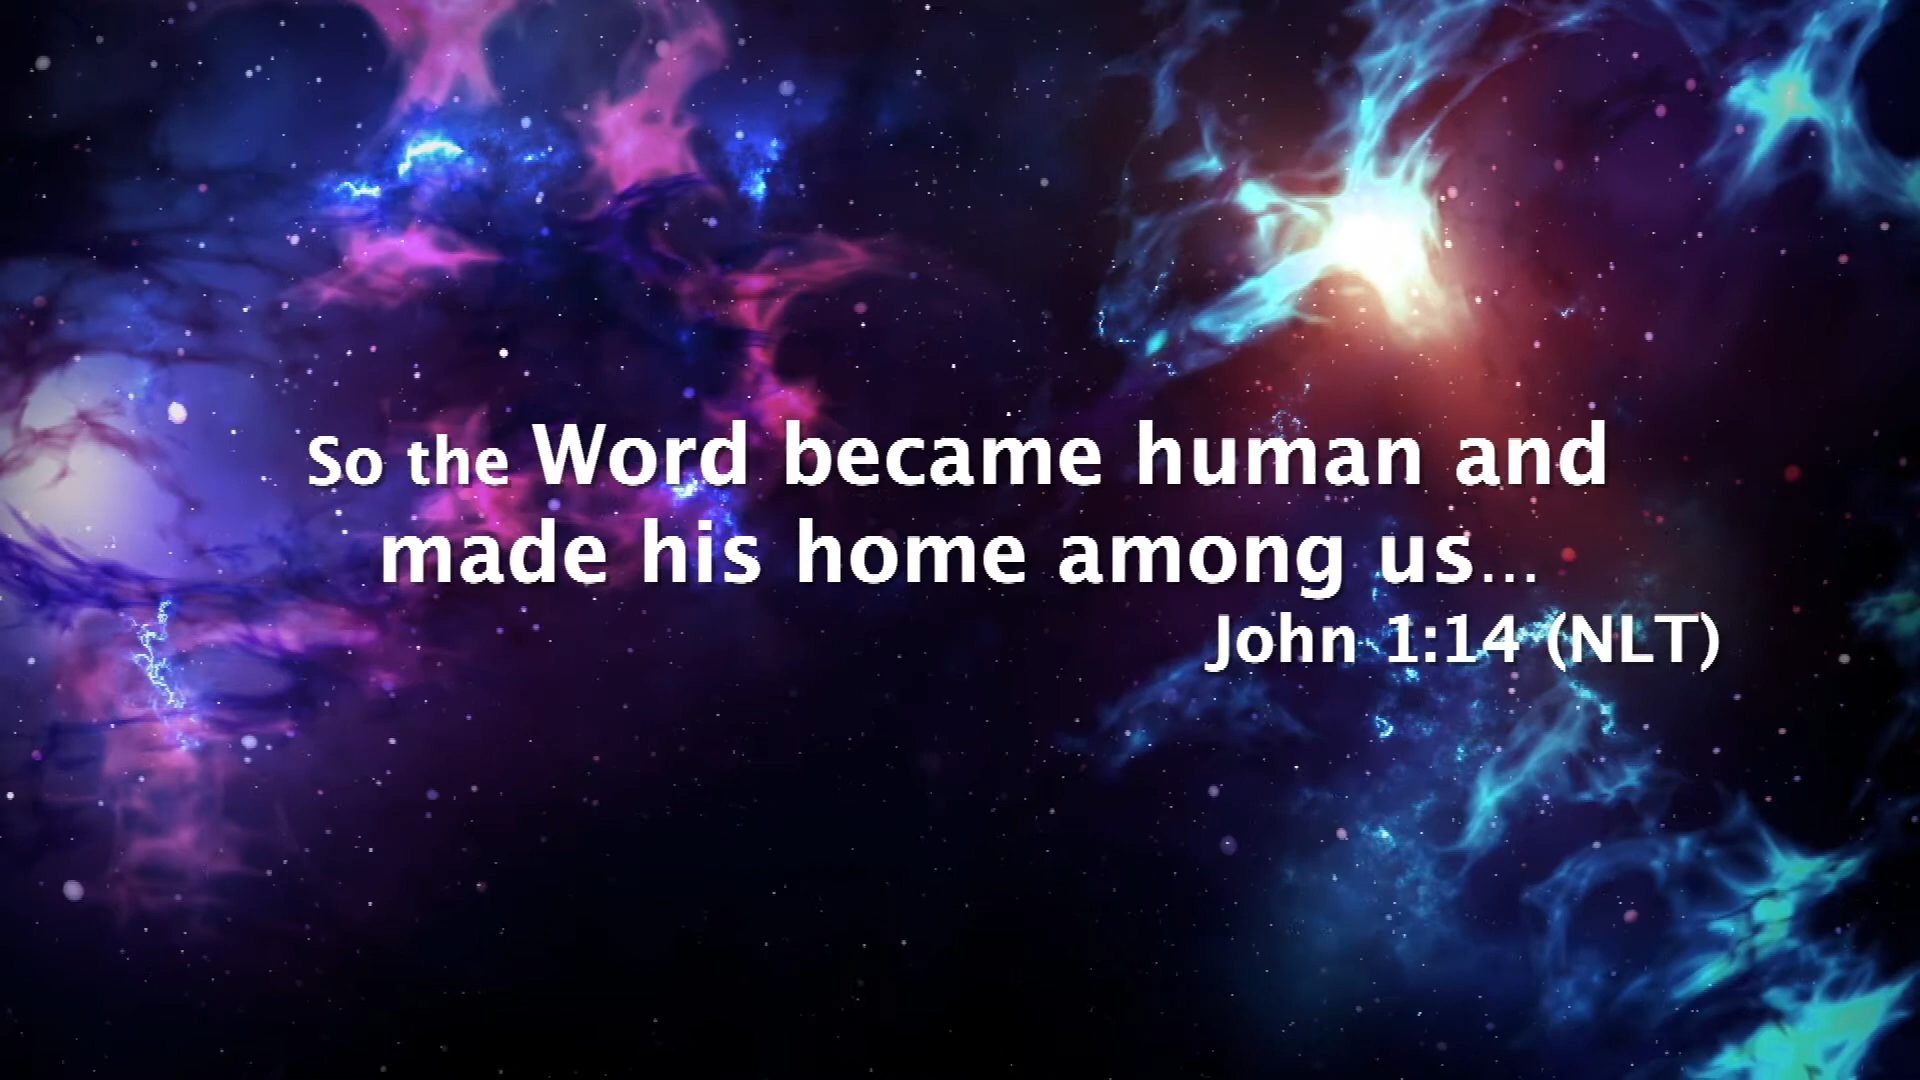 So the Word became human and
made his home among us...
John 1:14 (NLT)